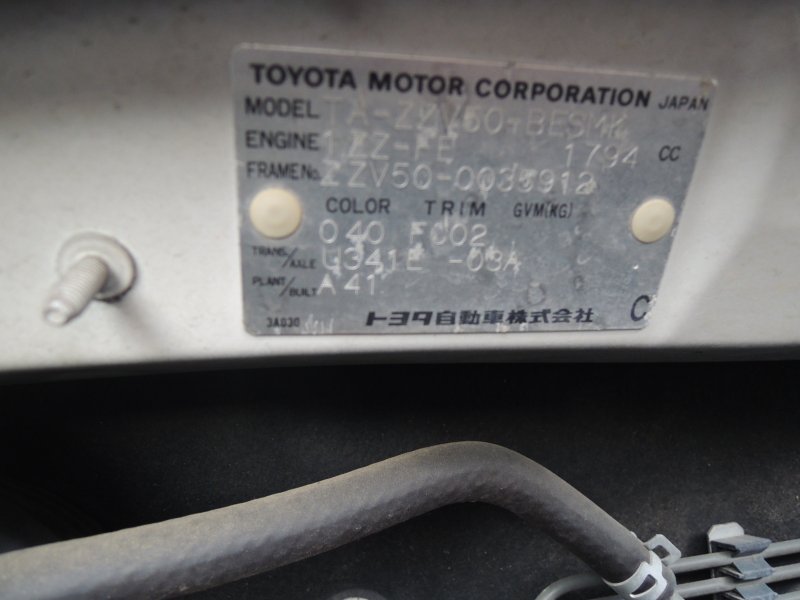 TOYOTA MOTOR CORPORATION JAPAN
MODEL TA-ZZV50-BESMK
ENGINE 1ZZ-FE 1794 CC
FRAME No. ZZV50-0035912
COLOR TRIM GVM(KG)
040 FC02
TRANS./AXLE U341E -03A
PLANT/BUILT A41
3A030 トヨタ自動車株式会社 C